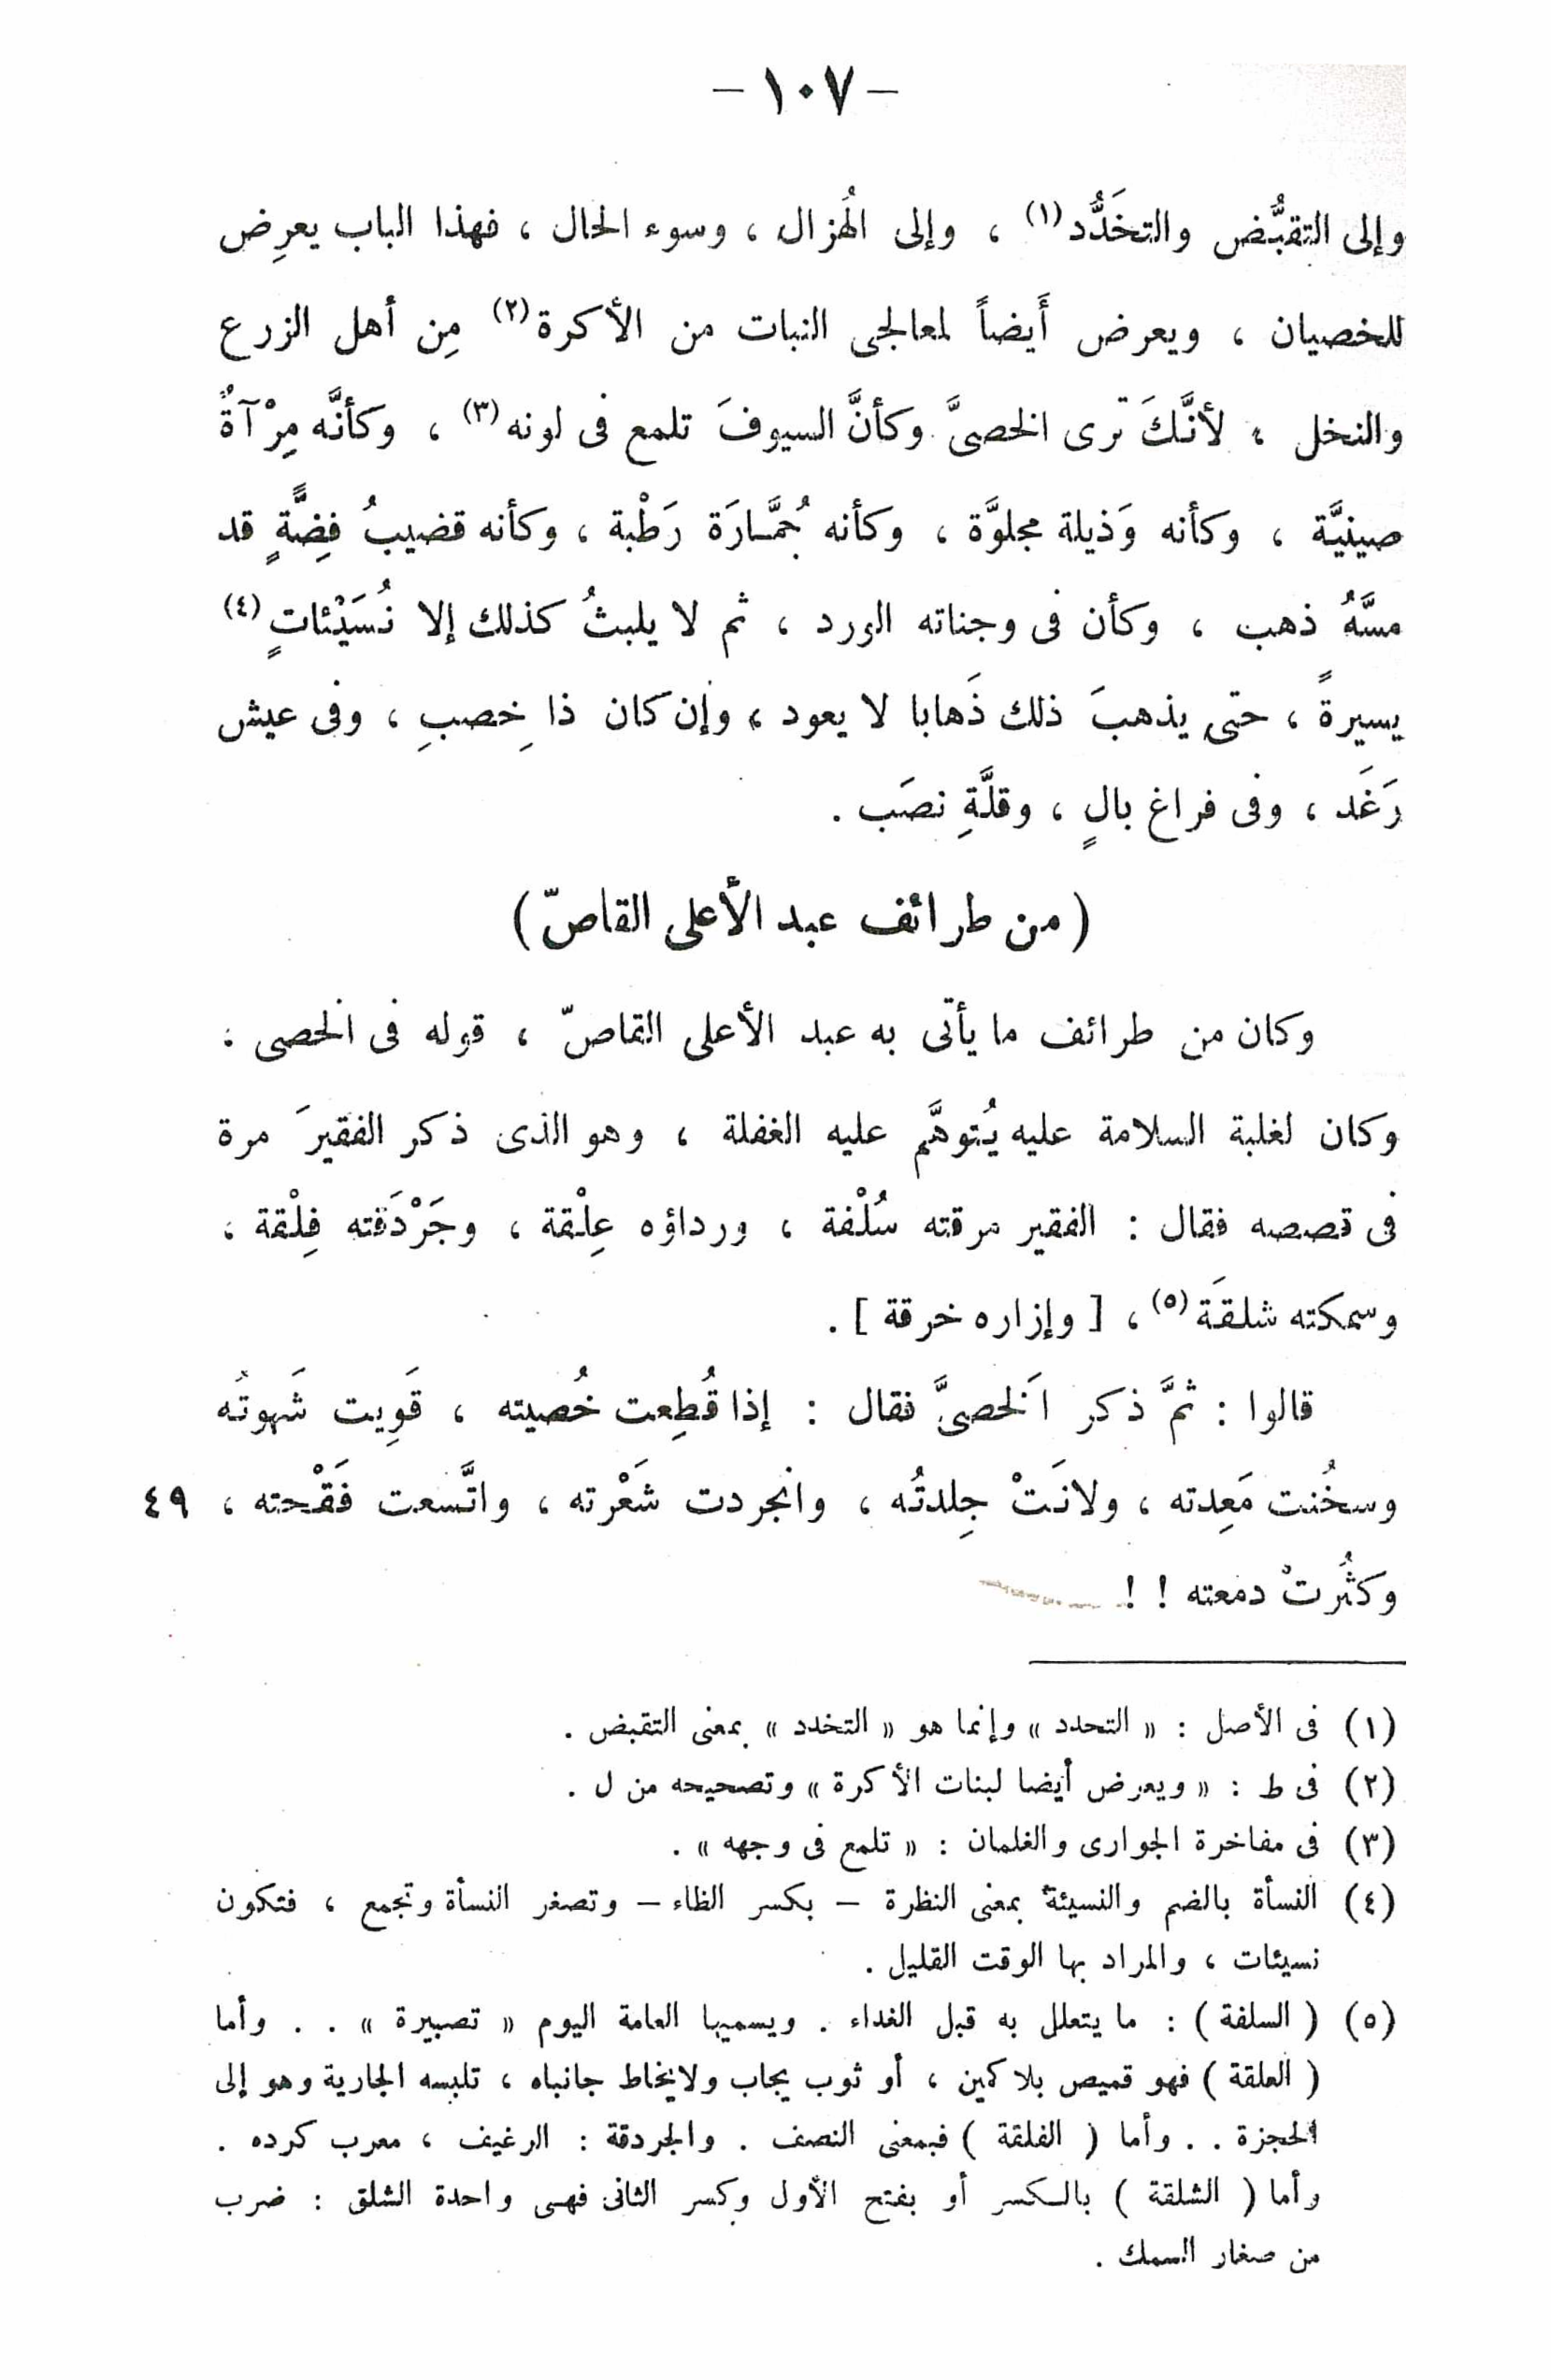 — ١٠٧ —
وإلى التقبُّض والتخَدُّد(١) ، وإلى الهُزال ، وسوء الحال ، فهذا الباب يعرِض
للخصيان ، ويعرض أَيضاً لمعالجى النبات من الأكرة(٢) مِن أهل الزرع
والنخل ، لأنَّكَ ترى الخصىَّ وكأنَّ السيوفَ تلمع فى لونه(٣) ، وكأنَّه مِرْآةٌ
صينيَّة ، وكأنه وَذيلة مجلوَّة ، وكأنه جُمَّارَة رَطْبة ، وكأنه قضيبُ فِضَّةٍ قد
مسَّهُ ذهب ، وكأن فى وجناته الورد ، ثم لا يلبثُ كذلك إلا نُسَيْئاتٍ(٤)
يسيرةً ، حتى يذهبَ ذلك ذَهابا لا يعود ، وإن كان ذا خِصبِ ، وفى عيش
رَغَد ، وفى فراغ بالٍ ، وقلَّةِ نصَب .
( من طرائف عبد الأعلى القاصّ )
وكان من طرائف ما يأتى به عبد الأعلى القاصّ ، قوله فى الخصى :
وكان لغلبة السلامة عليه يُتوهَّم عليه الغفلة ، وهو الذى ذكر الفقيرَ مرة
فى قصصه فقال : الفقير مرقته سُلْفة ، ورداؤه عِلْقة ، وجَرْدَقته فِلْقة ،
وسمكته شلقَة(٥) ، [ وإزاره خرقة ] .
قالوا : ثمَّ ذكر الَخصىَّ فقال : إذا قُطِعت خُصيته ، قَوِيت شَهوتُه
وسخُنت مَعِدته ، ولانَتْ جِلدتُه ، وانجردت شَعْرته ، واتَّسعت فَقْحته ، ٤٩
وكثُرتْ دمعته ! !
(١) فى الأصل : « التحدد » وإنما هو « التخدد » بمعنى التقبض .
(٢) فى ط : « ويعرض أيضا لبنات الأكرة » وتصحيحه من ل .
(٣) فى مفاخرة الجوارى والغلمان : « تلمع فى وجهه » .
(٤) النسأة بالضم والنسيئة بمعنى النظرة — بكسر الظاء — وتصغر النسأة وتجمع ، فتكون
نسيئات ، والمراد بها الوقت القليل .
(٥) ( السلفة ) : ما يتعلل به قبل الغداء . ويسميها العامة اليوم « تصبيرة » . . وأما
( العلقة ) فهو قميص بلا كمين ، أو ثوب يجاب ولا يخاط جانباه ، تلبسه الجارية وهو إلى
الحجزة . . وأما ( الفلقة ) فبمعنى النصف . والجردقة : الرغيف ، معرب كرده .
وأما ( الشلقة ) بالكسر أو بفتح الأول وكسر الثانى فهى واحدة الشلق : ضرب
من صغار السمك .